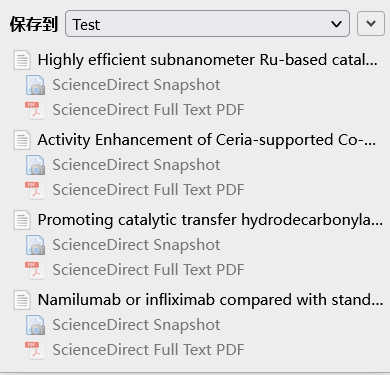 保存到 Test
Highly efficient subnanometer Ru-based catal...
ScienceDirect Snapshot
ScienceDirect Full Text PDF
Activity Enhancement of Ceria-supported Co-...
ScienceDirect Snapshot
ScienceDirect Full Text PDF
Promoting catalytic transfer hydrodecarbonyla...
ScienceDirect Snapshot
ScienceDirect Full Text PDF
Namilumab or infliximab compared with stand...
ScienceDirect Snapshot
ScienceDirect Full Text PDF